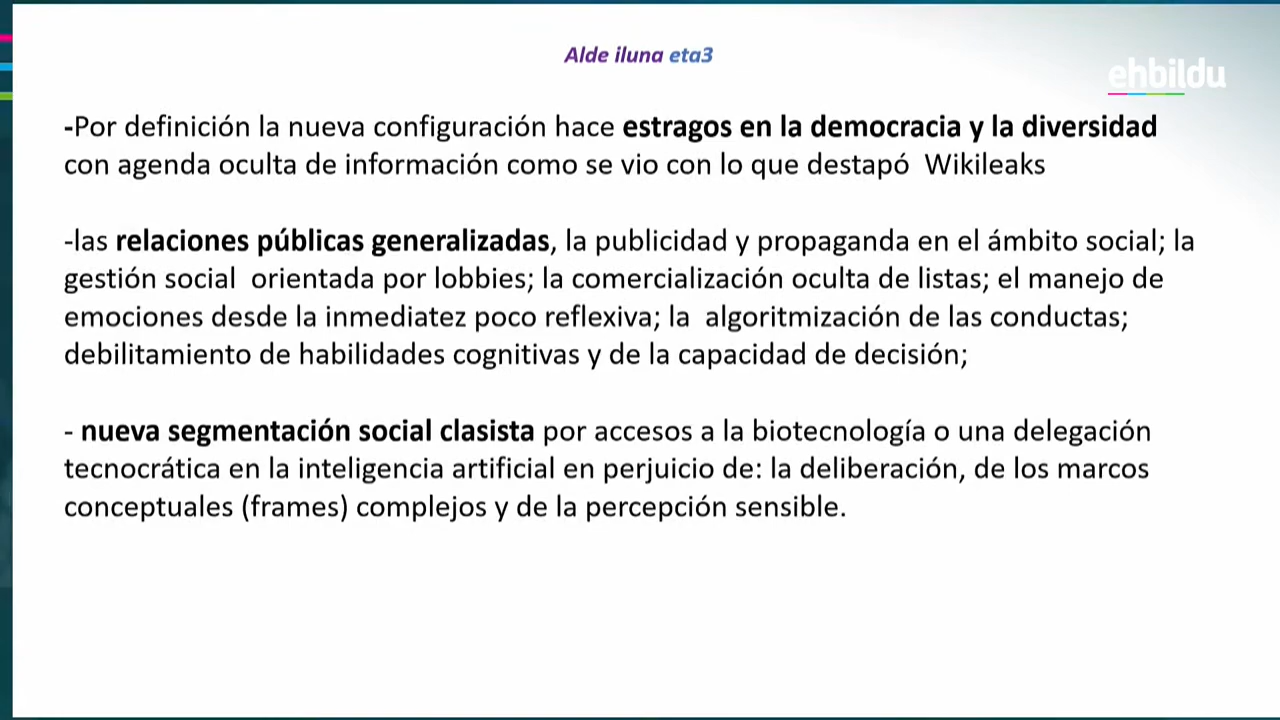 Alde iluna eta3
ehbildu
-Por definición la nueva configuración hace estragos en la democracia y la diversidad
con agenda oculta de información como se vio con lo que destapó  Wikileaks
-las relaciones públicas generalizadas, la publicidad y propaganda en el ámbito social; la
gestión social  orientada por lobbies; la comercialización oculta de listas; el manejo de
emociones desde la inmediatez poco reflexiva; la  algoritmización de las conductas;
debilitamiento de habilidades cognitivas y de la capacidad de decisión;
- nueva segmentación social clasista por accesos a la biotecnología o una delegación
tecnocrática en la inteligencia artificial en perjuicio de: la deliberación, de los marcos
conceptuales (frames) complejos y de la percepción sensible.